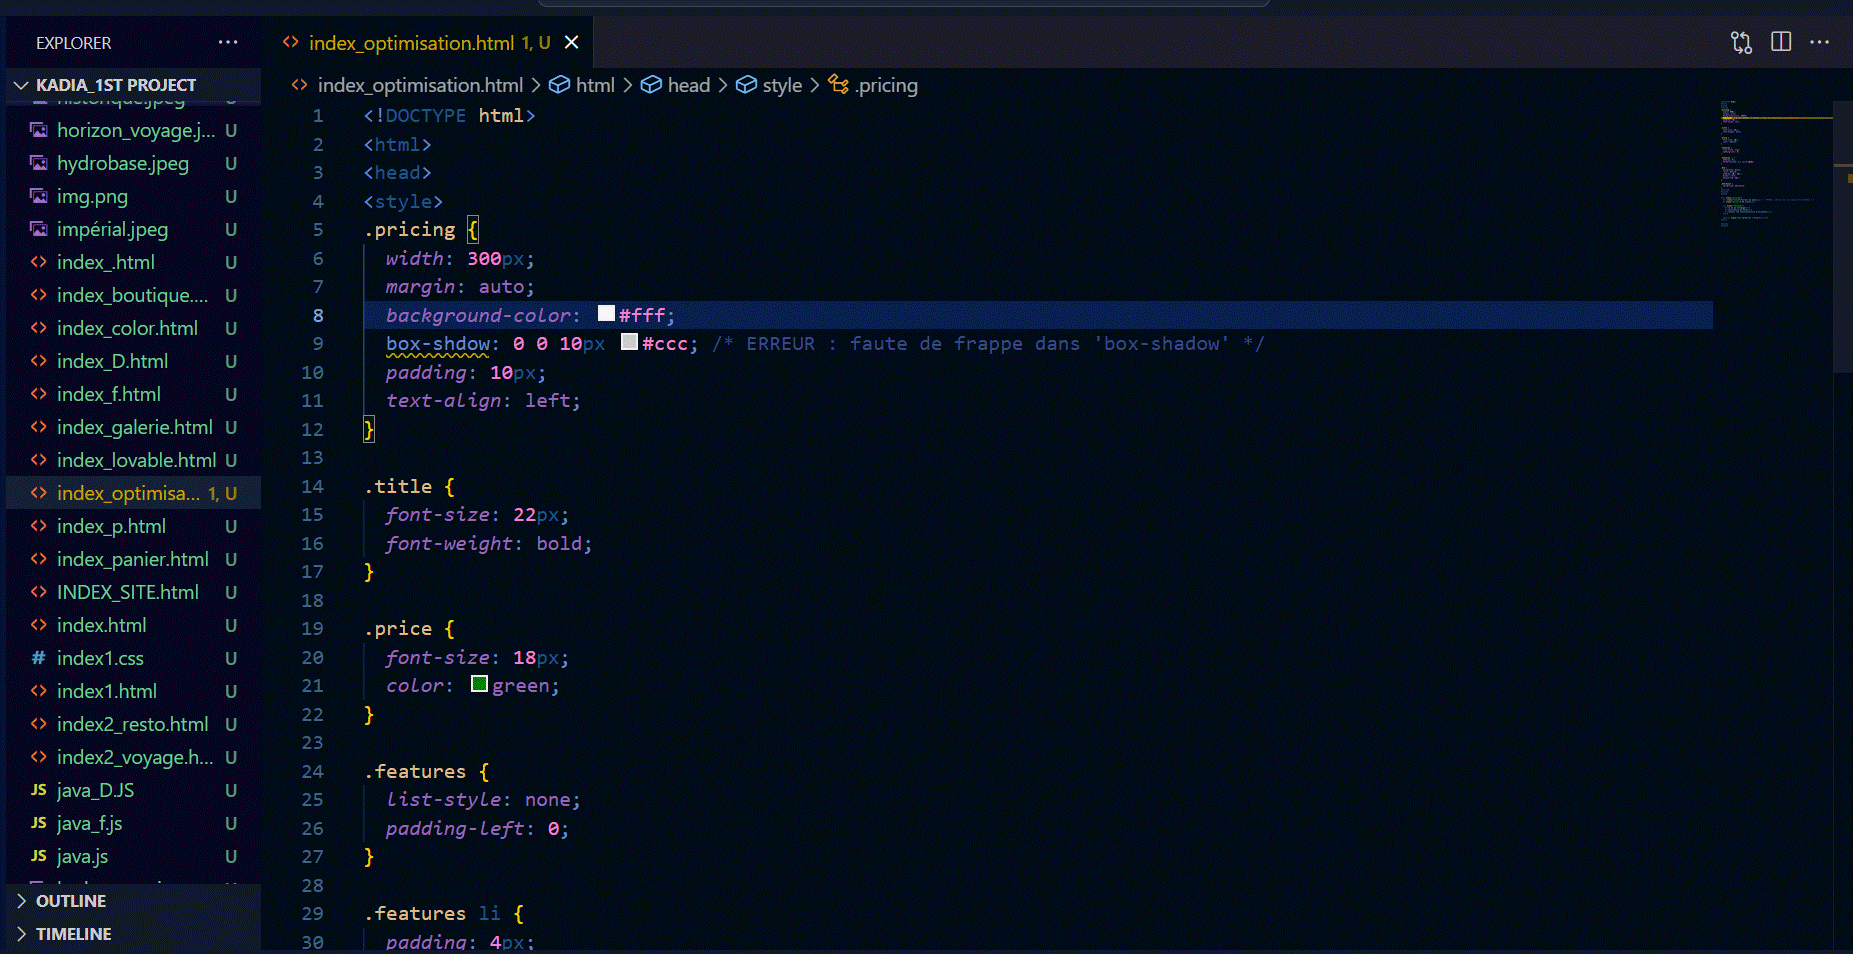 EXPLORER
KADIA_1ST PROJECT
historique.jpeg U
horizon_voyage.j... U
hydrobase.jpeg U
img.png U
impérial.jpeg U
index_.html U
index_boutique.... U
index_color.html U
index_D.html U
index_f.html U
index_galerie.html U
index_lovable.html U
index_optimisa... 1, U
index_p.html U
index_panier.html U
INDEX_SITE.html U
index.html U
index1.css U
index1.html U
index2_resto.html U
index2_voyage.h... U
JS java_D.JS U
JS java_f.js U
JS java.js U
OUTLINE
TIMELINE
index_optimisation.html 1, U
index_optimisation.html > html > head > style > .pricing
1 <!DOCTYPE html>
2 <html>
3 <head>
4 <style>
5 .pricing {
6 width: 300px;
7 margin: auto;
8 background-color: #fff;
9 box-shdow: 0 0 10px #ccc; /* ERREUR : faute de frappe dans 'box-shadow' */
10 padding: 10px;
11 text-align: left;
12 }
13
14 .title {
15 font-size: 22px;
16 font-weight: bold;
17 }
18
19 .price {
20 font-size: 18px;
21 color: green;
22 }
23
24 .features {
25 list-style: none;
26 padding-left: 0;
27 }
28
29 .features li {
30 padding: 4px;